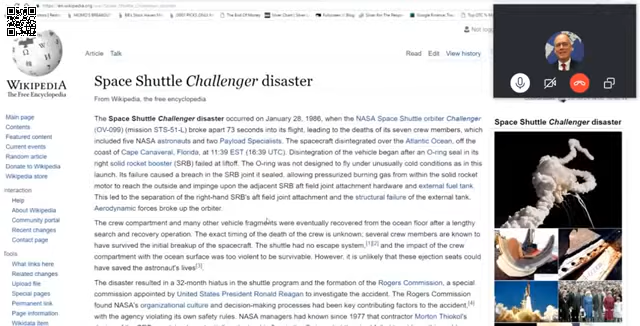 Not logg
WIKIPEDIA
The Free Encyclopedia
Article Talk
Read Edit View history
Space Shuttle Challenger disaster
From Wikipedia, the free encyclopedia
Main page
Contents
Featured content
Current events
Random article
Donate to Wikipedia
Wikipedia store
Interaction
Help
About Wikipedia
Community portal
Recent changes
Contact page
Tools
What links here
Related changes
Upload file
Special pages
Permanent link
Page information
The Space Shuttle Challenger disaster occurred on January 28, 1986, when the NASA Space Shuttle orbiter Challenger
(OV-099) (mission STS-51-L) broke apart 73 seconds into its flight, leading to the deaths of its seven crew members, which
included five NASA astronauts and two Payload Specialists. The spacecraft disintegrated over the Atlantic Ocean, off the
coast of Cape Canaveral, Florida, at 11:39 EST (16:39 UTC). Disintegration of the vehicle began after an O-ring seal in its
right solid rocket booster (SRB) failed at liftoff. The O-ring was not designed to fly under unusually cold conditions as in this
launch. Its failure caused a breach in the SRB joint it sealed, allowing pressurized burning gas from within the solid rocket
motor to reach the outside and impinge upon the adjacent SRB aft field joint attachment hardware and external fuel tank.
This led to the separation of the right-hand SRB's aft field joint attachment and the structural failure of the external tank.
Aerodynamic forces broke up the orbiter.
The crew compartment and many other vehicle fragments were eventually recovered from the ocean floor after a lengthy
search and recovery operation. The exact timing of the death of the crew is unknown; several crew members are known to
have survived the initial breakup of the spacecraft. The shuttle had no escape system,[1][2] and the impact of the crew
compartment with the ocean surface was too violent to be survivable. However, it is unlikely that these ejection seats could
have saved the astronaut's lives[3].
The disaster resulted in a 32-month hiatus in the shuttle program and the formation of the Rogers Commission, a special
commission appointed by United States President Ronald Reagan to investigate the accident. The Rogers Commission
found NASA's organizational culture and decision-making processes had been key contributing factors to the accident,[4]
with the agency violating its own safety rules. NASA managers had known since 1977 that contractor Morton Thiokol's
Space Shuttle Challenger disaster